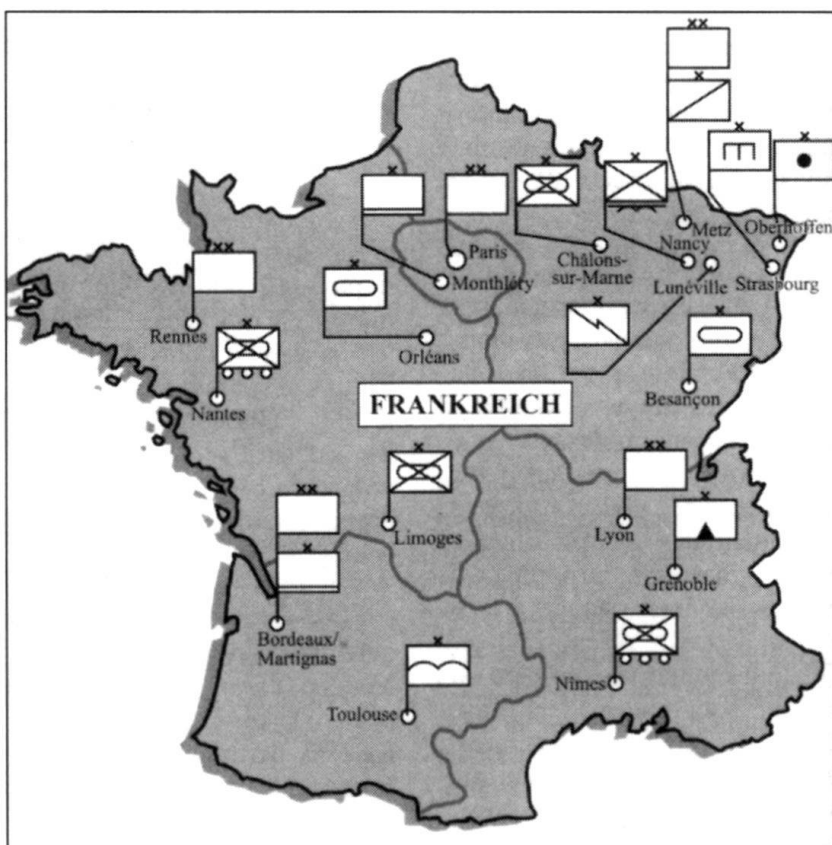 Metz
Oberhoffen
Paris
Nancy
Châlons-
sur-Marne
Lunéville
Strasbourg
Monthléry
Rennes
Orléans
Besançon
Nantes
FRANKREICH
Limoges
Lyon
Grenoble
Bordeaux/
Martignas
Nîmes
Toulouse